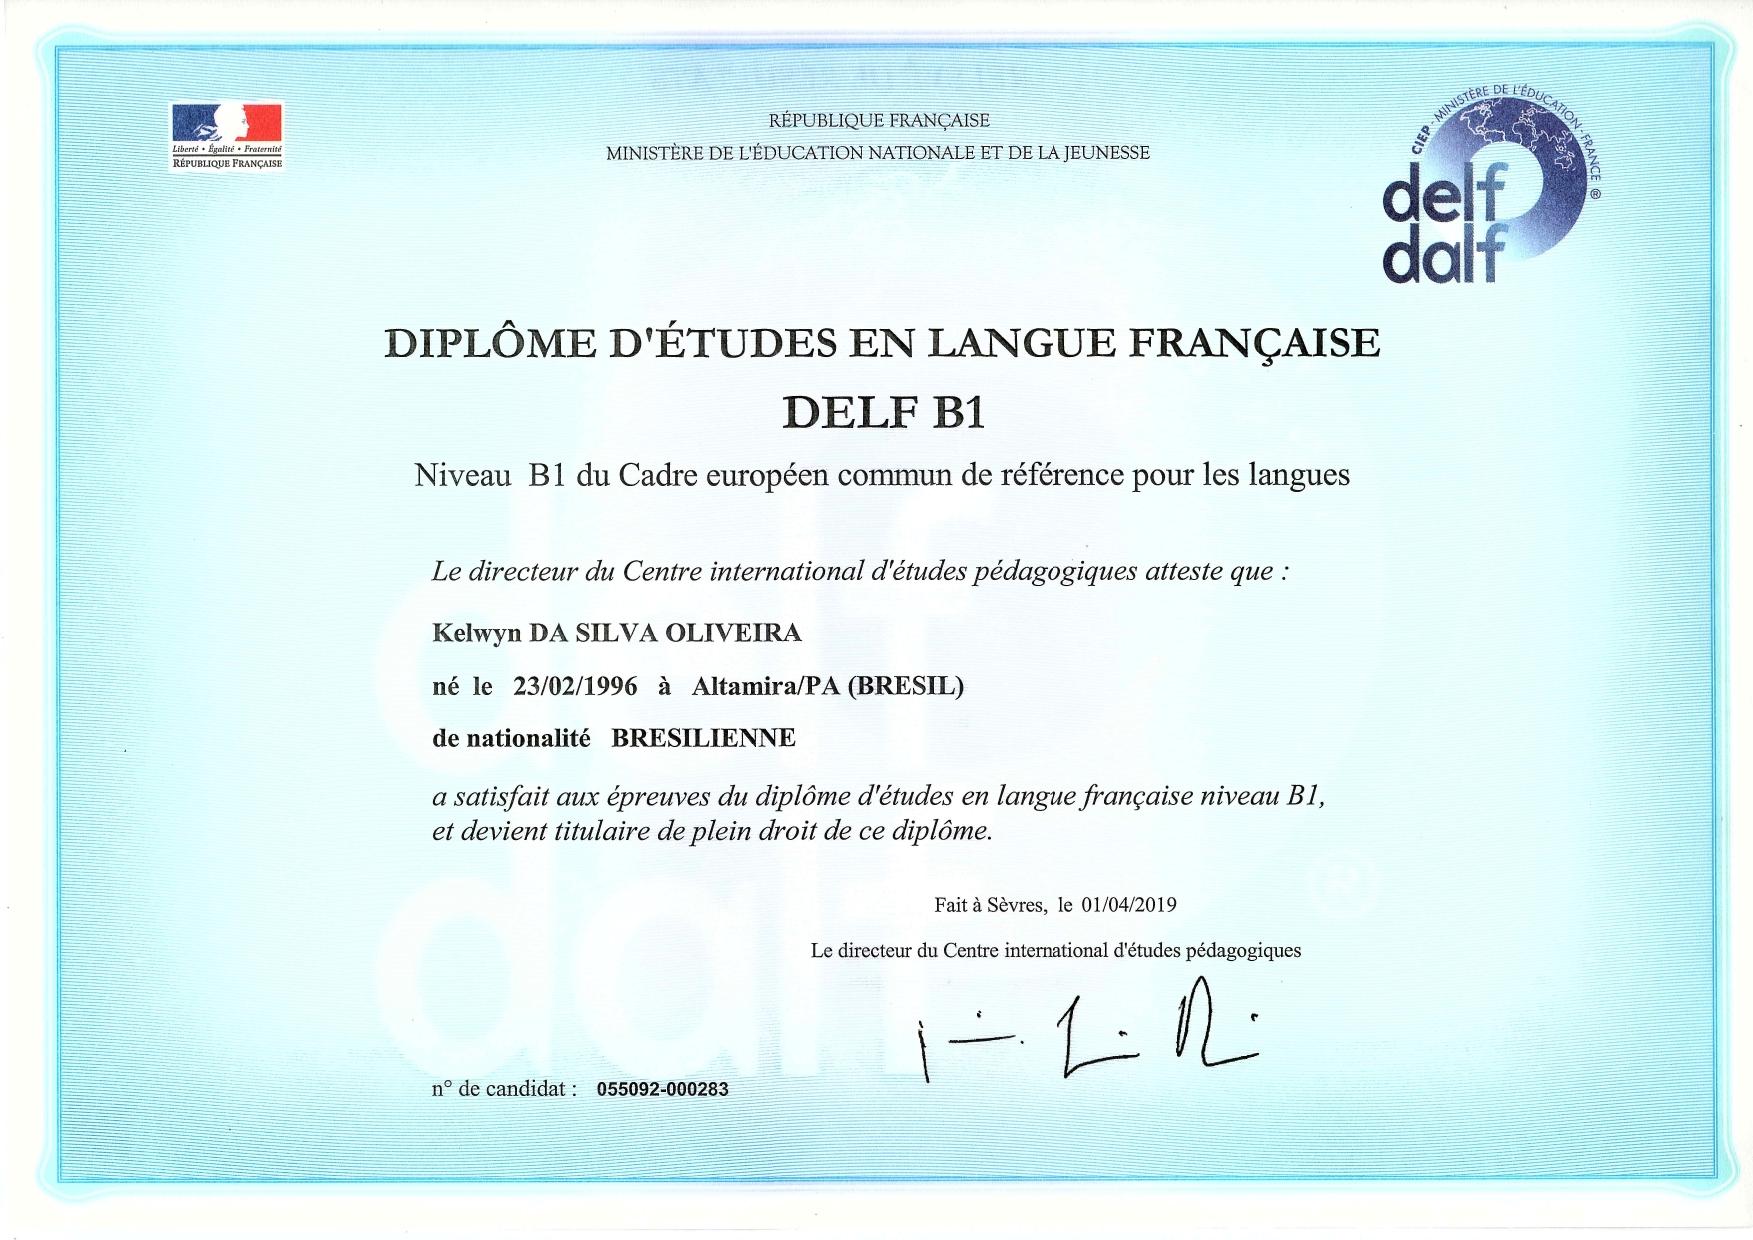 Liberté • Égalité • Fraternité
RÉPUBLIQUE FRANÇAISE
RÉPUBLIQUE FRANÇAISE
MINISTÈRE DE L'ÉDUCATION NATIONALE ET DE LA JEUNESSE
CIEP - MINISTÈRE DE L'ÉDUCATION - FRANCE ®
delf
dalf
DIPLÔME D'ÉTUDES EN LANGUE FRANÇAISE
DELF B1
Niveau B1 du Cadre européen commun de référence pour les langues
Le directeur du Centre international d'études pédagogiques atteste que :
Kelwyn DA SILVA OLIVEIRA
né le 23/02/1996 à Altamira/PA (BRESIL)
de nationalité BRESILIENNE
a satisfait aux épreuves du diplôme d'études en langue française niveau B1,
et devient titulaire de plein droit de ce diplôme.
Fait à Sèvres, le 01/04/2019
Le directeur du Centre international d'études pédagogiques
n° de candidat : 055092-000283